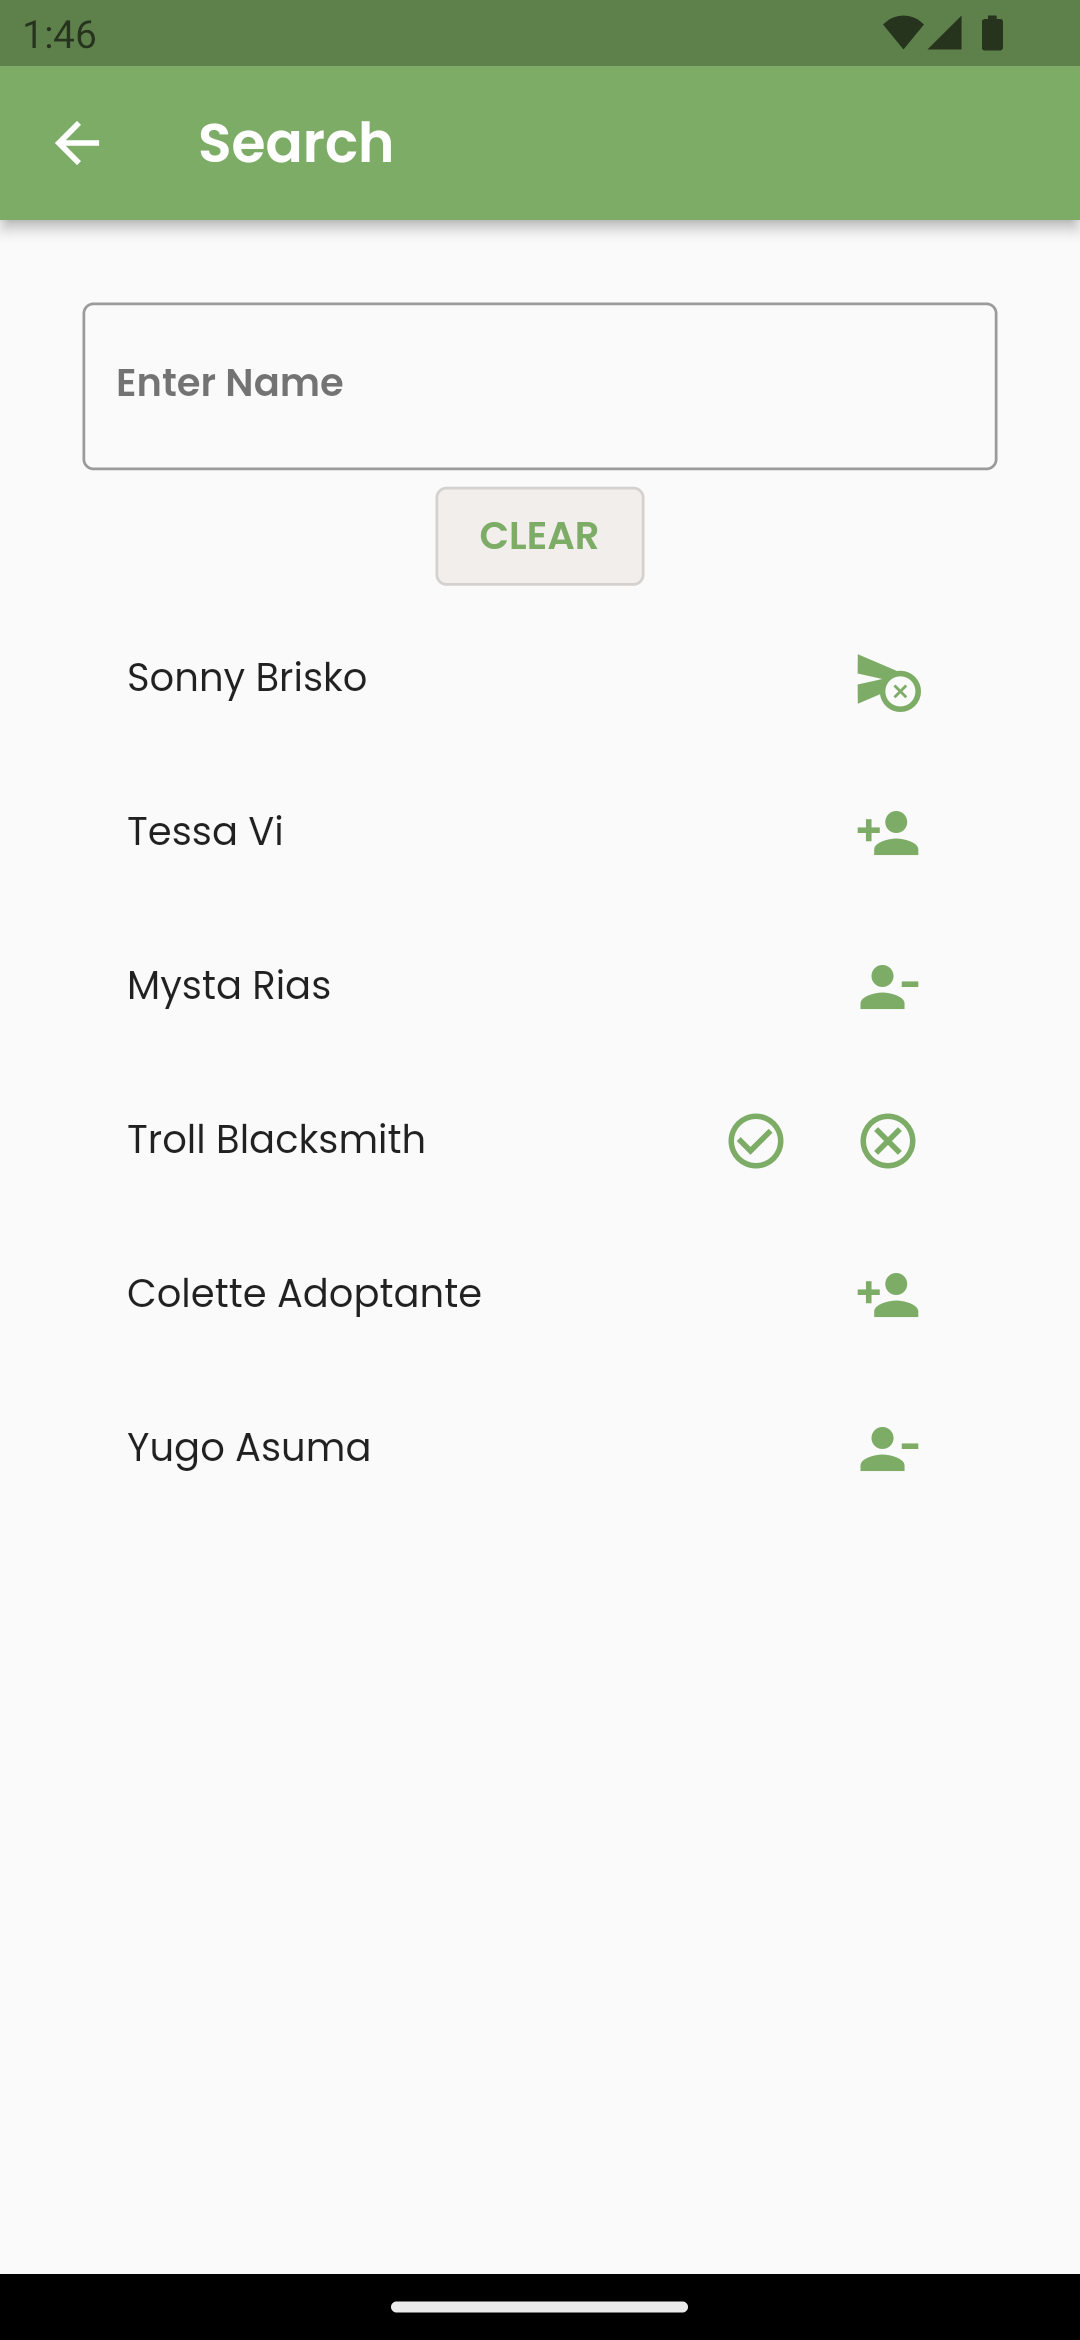 1:46
Search
Enter Name
CLEAR
Sonny Brisko
Tessa Vi
Mysta Rias
Troll Blacksmith
Colette Adoptante
Yugo Asuma